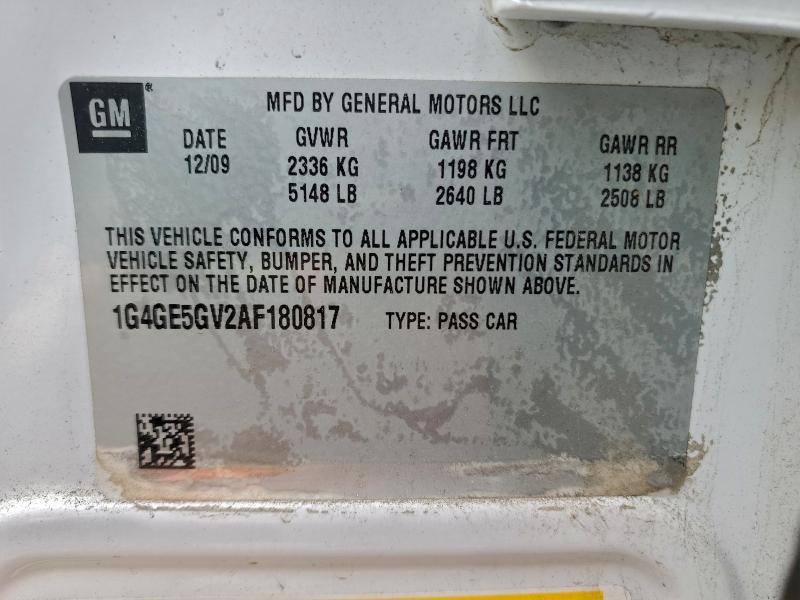 GM®
MFD BY GENERAL MOTORS LLC
DATE GVWR GAWR FRT GAWR RR
12/09 2336 KG 1198 KG 1138 KG
5148 LB 2640 LB 2508 LB
THIS VEHICLE CONFORMS TO ALL APPLICABLE U.S. FEDERAL MOTOR
VEHICLE SAFETY, BUMPER, AND THEFT PREVENTION STANDARDS IN
EFFECT ON THE DATE OF MANUFACTURE SHOWN ABOVE.
1G4GE5GV2AF180817 TYPE: PASS CAR